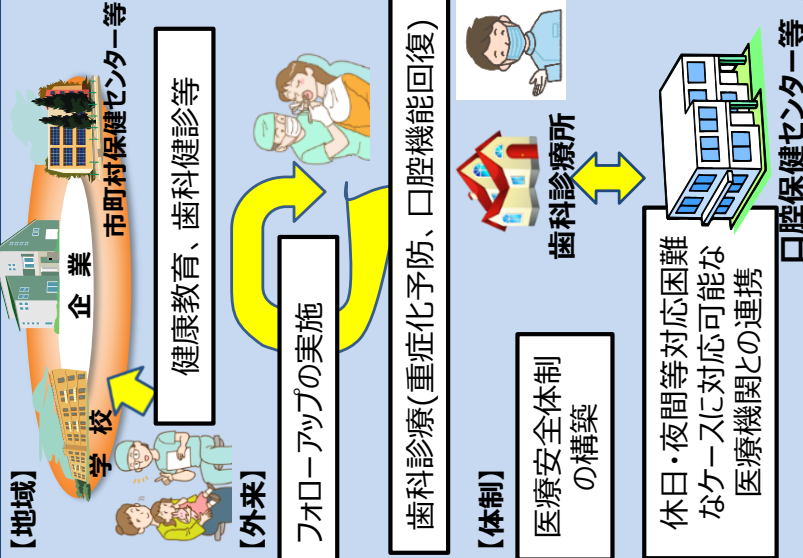 【地域】
学校
企業
市町村保健センター等
健康教育、歯科健診等
【外来】
フォローアップの実施
歯科診療(重症化予防、口腔機能回復)
【体制】
医療安全体制
の構築
歯科診療所
休日・夜間等対応困難
なケースに対応可能な
医療機関との連携
口腔保健センター等